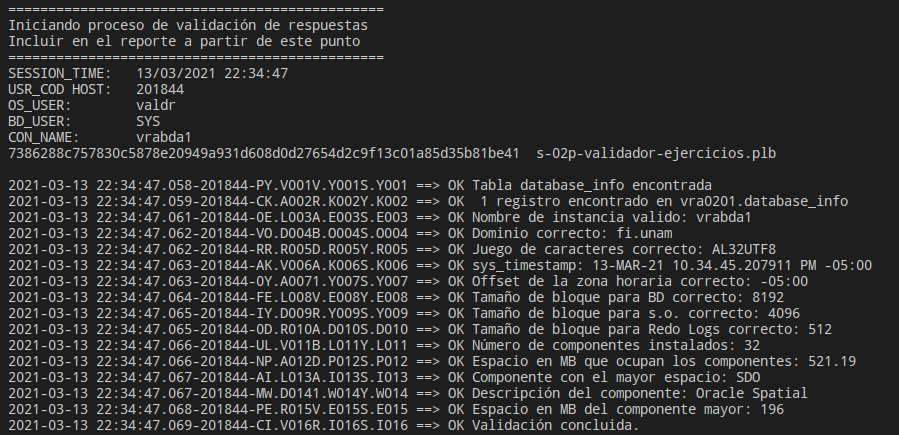 ===============================================
Iniciando proceso de validación de respuestas
Incluir en el reporte a partir de este punto
===============================================
SESSION_TIME:   13/03/2021 22:34:47
USR_COD HOST:   201844
OS_USER:        valdr
BD_USER:        SYS
CON_NAME:       vrabda1
7386288c757830c5878e20949a931d608d0d27654d2c9f13c01a85d35b81be41  s-02p-validador-ejercicios.plb

2021-03-13 22:34:47.058-201844-PY.V001V.Y001S.Y001 ==> OK Tabla database_info encontrada
2021-03-13 22:34:47.059-201844-CK.A002R.K002Y.K002 ==> OK  1 registro encontrado en vra0201.database_info
2021-03-13 22:34:47.061-201844-0E.L003A.E003S.E003 ==> OK Nombre de instancia valido: vrabda1
2021-03-13 22:34:47.062-201844-VO.D004B.O004S.O004 ==> OK Dominio correcto: fi.unam
2021-03-13 22:34:47.062-201844-RR.R005D.R005Y.R005 ==> OK Juego de caracteres correcto: AL32UTF8
2021-03-13 22:34:47.063-201844-AK.V006A.K006S.K006 ==> OK sys_timestamp: 13-MAR-21 10.34.45.207911 PM -05:00
2021-03-13 22:34:47.063-201844-0Y.A0071.Y007S.Y007 ==> OK Offset de la zona horaria correcto: -05:00
2021-03-13 22:34:47.064-201844-FE.L008V.E008Y.E008 ==> OK Tamaño de bloque para BD correcto: 8192
2021-03-13 22:34:47.065-201844-IY.D009R.Y009S.Y009 ==> OK Tamaño de bloque para s.o. correcto: 4096
2021-03-13 22:34:47.065-201844-0D.R010A.D010S.D010 ==> OK Tamaño de bloque para Redo Logs correcto: 512
2021-03-13 22:34:47.066-201844-UL.V011B.L011Y.L011 ==> OK Número de componentes instalados: 32
2021-03-13 22:34:47.066-201844-NP.A012D.P012S.P012 ==> OK Espacio en MB que ocupan los componentes: 521.19
2021-03-13 22:34:47.067-201844-AI.L013A.I013S.I013 ==> OK Componente con el mayor espacio: SDO
2021-03-13 22:34:47.067-201844-MW.D0141.W014Y.W014 ==> OK Descripción del componente: Oracle Spatial
2021-03-13 22:34:47.068-201844-PE.R015V.E015S.E015 ==> OK Espacio en MB del componente mayor: 196
2021-03-13 22:34:47.069-201844-CI.V016R.I016S.I016 ==> OK Validación concluida.